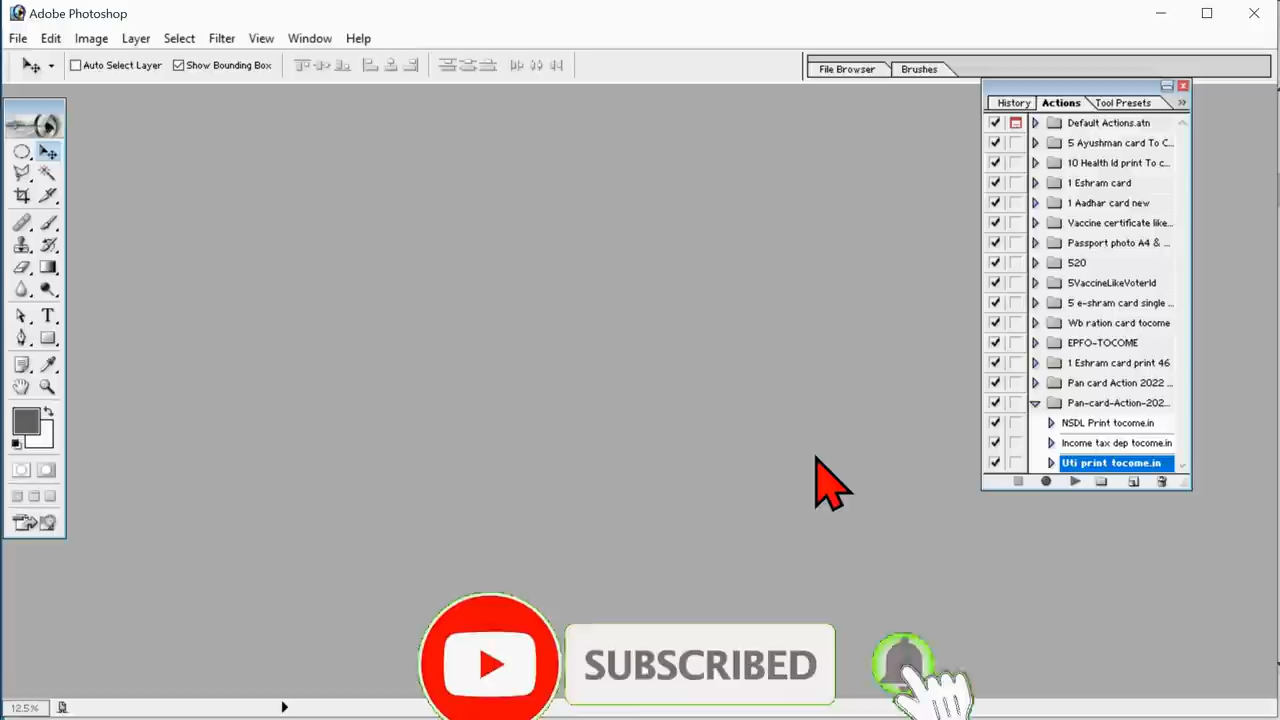 Adobe Photoshop
File Edit Image Layer Select Filter View Window Help
Auto Select Layer Show Bounding Box File Browser Brushes
History Actions Tool Presets
Default Actions.atn
5 Ayushman card To C...
10 Health Id print To c...
1 Eshram card
1 Aadhar card new
Vaccine certificate like...
Passport photo A4 & ...
520
5VaccineLikeVoterId
5 e-shram card single ...
Wb ration card tocome
EPFO-TOCOME
1 Eshram card print 46
Pan card Action 2022 ...
Pan-card-Action-202...
NSDL Print tocome.in
Income tax dep tocome.in
Uti print tocome.in
SUBSCRIBED
12.5%